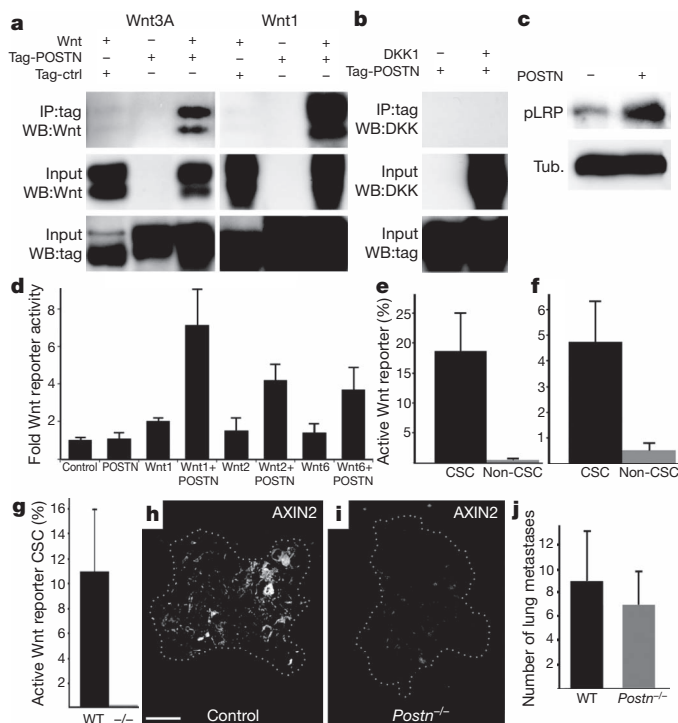 a
Wnt3A Wnt1
Wnt + – + + – +
Tag-POSTN – + + – + +
Tag-ctrl + – – + – –
IP:tag
WB:Wnt
Input
WB:Wnt
Input
WB:tag
b
DKK1 – +
Tag-POSTN + +
IP:tag
WB:DKK
Input
WB:DKK
Input
WB:tag
c
POSTN – +
pLRP
Tub.
d
Fold Wnt reporter activity
8
6
4
2
Control POSTN Wnt1 Wnt1+ Wnt2 Wnt2+ Wnt6 Wnt6+
POSTN POSTN POSTN
e
Active Wnt reporter (%)
25
20
15
10
5
CSC Non-CSC
f
6
5
4
3
2
1
CSC Non-CSC
g
Active Wnt reporter CSC (%)
16
14
12
10
8
6
4
2
WT –/–
h AXIN2
Control
i AXIN2
Postn–/–
j
Number of lung metastases
12
10
8
6
4
2
WT Postn–/–